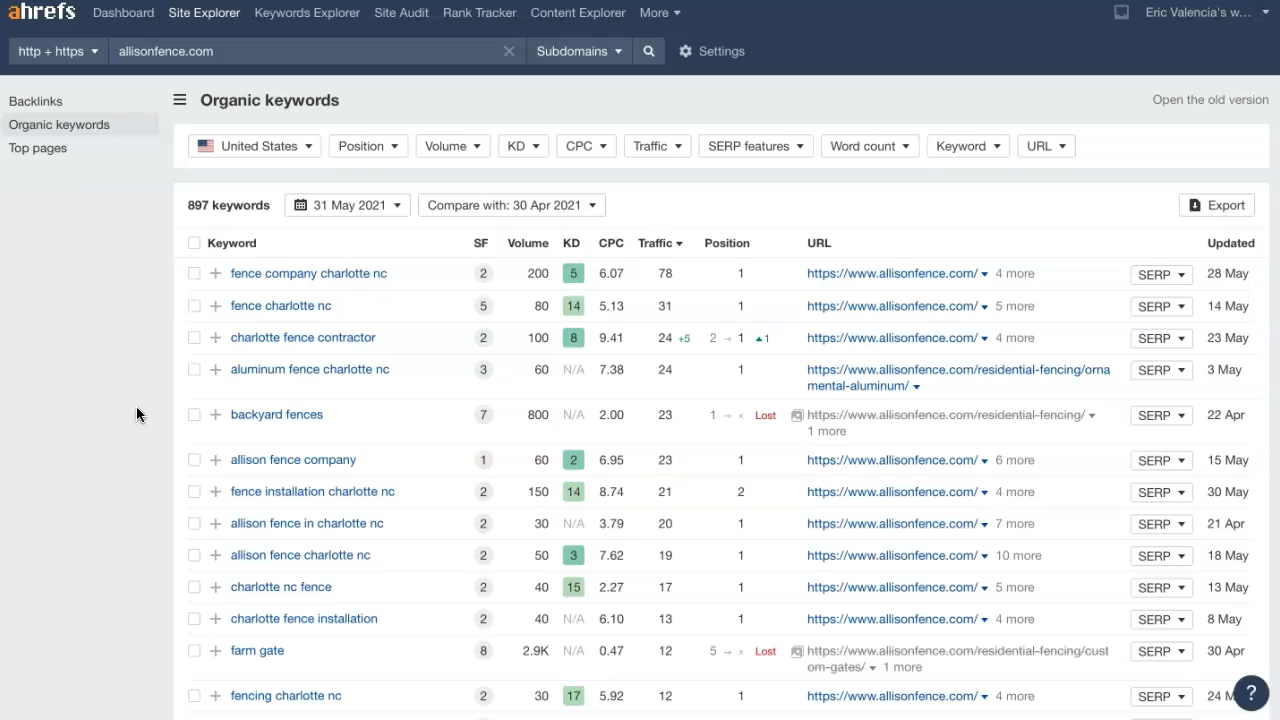 ahrefs Dashboard Site Explorer Keywords Explorer Site Audit Rank Tracker Content Explorer More Eric Valencia's w...
http + https allisonfence.com Subdomains Settings
Backlinks
Organic keywords
Top pages
Organic keywords Open the old version
United States Position Volume KD CPC Traffic SERP features Word count Keyword URL
897 keywords 31 May 2021 Compare with: 30 Apr 2021 Export
Keyword SF Volume KD CPC Traffic Position URL Updated
fence company charlotte nc 2 200 5 6.07 78 1 https://www.allisonfence.com/ 4 more SERP 28 May
fence charlotte nc 5 80 14 5.13 31 1 https://www.allisonfence.com/ 5 more SERP 14 May
charlotte fence contractor 2 100 8 9.41 24 +5 2 → 1 ▲1 https://www.allisonfence.com/ 4 more SERP 23 May
aluminum fence charlotte nc 3 60 N/A 7.38 24 1 https://www.allisonfence.com/residential-fencing/orna SERP 3 May
mental-aluminum/
backyard fences 7 800 N/A 2.00 23 1 → × Lost https://www.allisonfence.com/residential-fencing/ SERP 22 Apr
1 more
allison fence company 1 60 2 6.95 23 1 https://www.allisonfence.com/ 6 more SERP 15 May
fence installation charlotte nc 2 150 14 8.74 21 2 https://www.allisonfence.com/ 4 more SERP 30 May
allison fence in charlotte nc 2 30 N/A 3.79 20 1 https://www.allisonfence.com/ 7 more SERP 21 Apr
allison fence charlotte nc 2 50 3 7.62 19 1 https://www.allisonfence.com/ 10 more SERP 18 May
charlotte nc fence 2 40 15 2.27 17 1 https://www.allisonfence.com/ 5 more SERP 13 May
charlotte fence installation 2 40 N/A 6.10 13 1 https://www.allisonfence.com/ 4 more SERP 8 May
farm gate 8 2.9K N/A 0.47 12 5 → × Lost https://www.allisonfence.com/residential-fencing/cust SERP 30 Apr
om-gates/ 1 more
fencing charlotte nc 2 30 17 5.92 12 1 https://www.allisonfence.com/ 4 more SERP 24
?